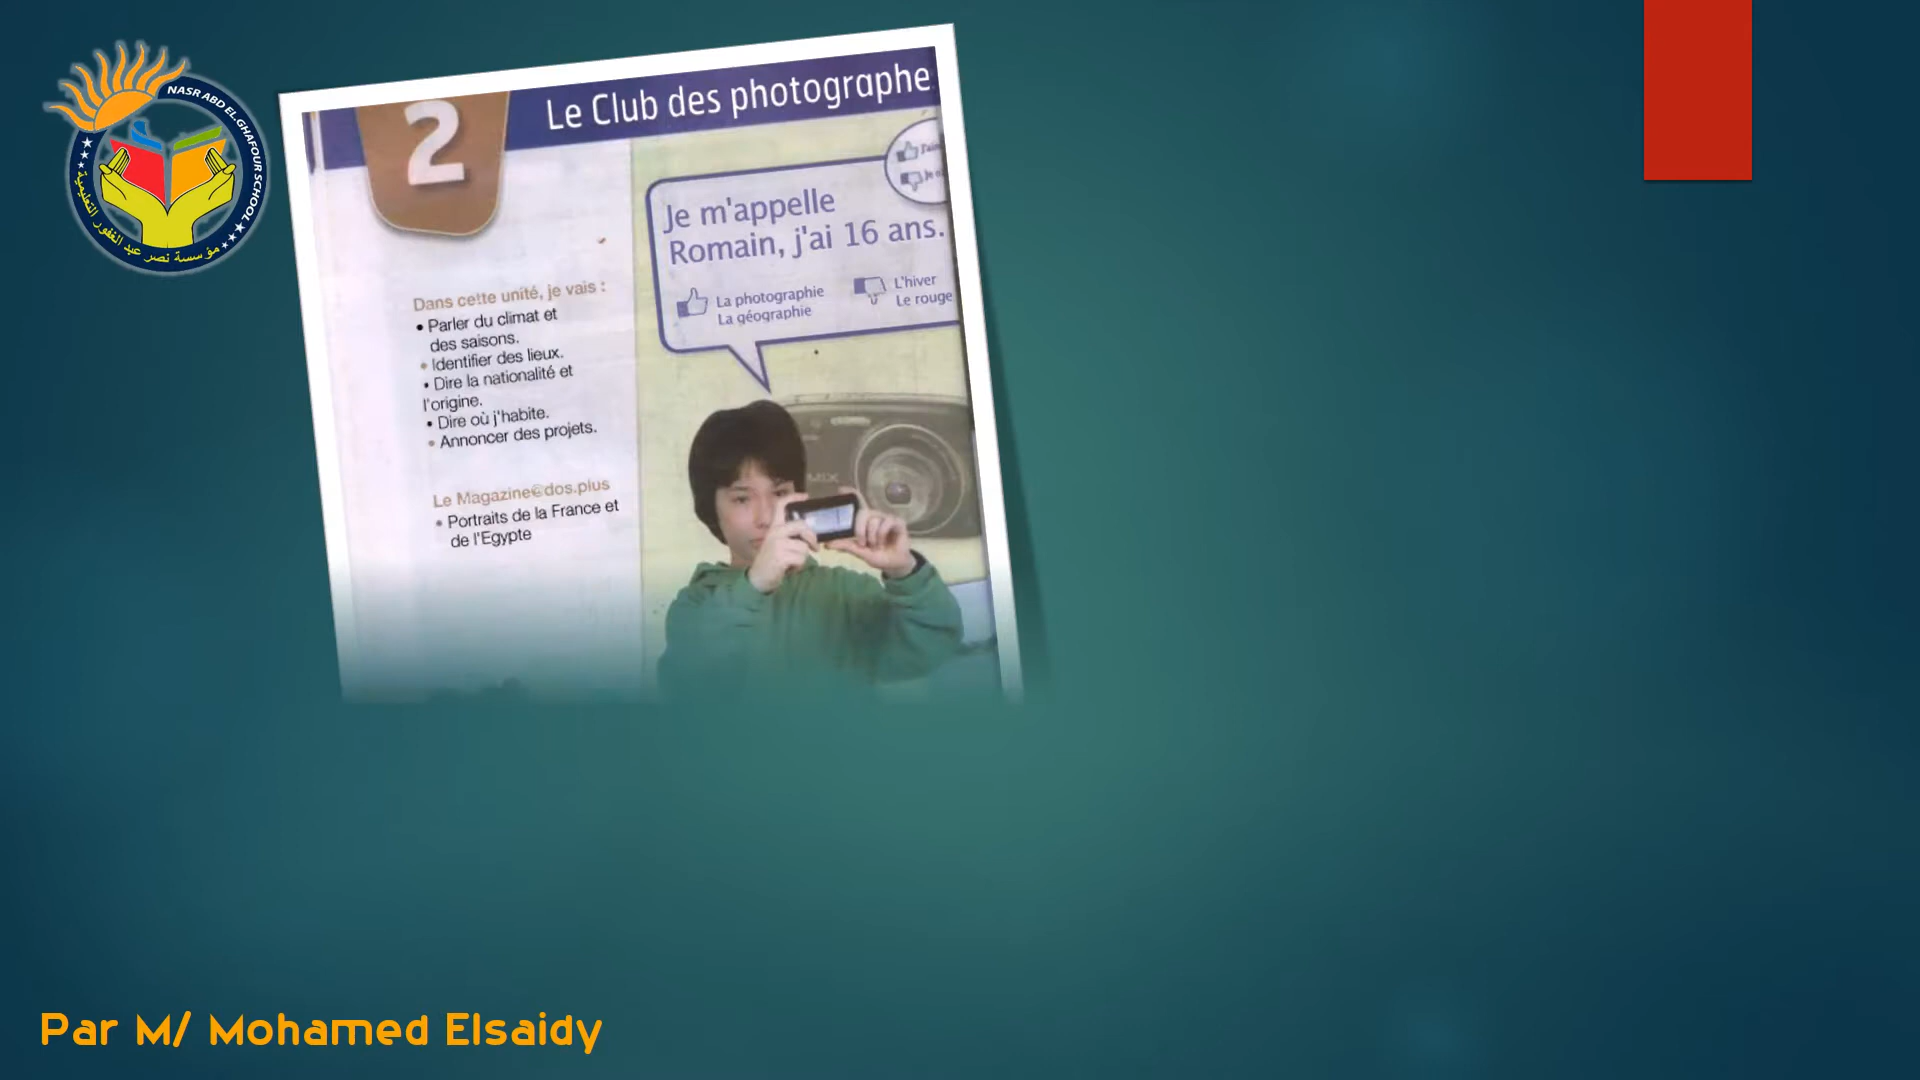 NASR ABD EL GHAFOUR SCHOOL
مؤسسة نصر عبد الغفور التعليمية
2
Le Club des photographe
Je m'appelle
Romain, j'ai 16 ans.
La photographie
La géographie
L'hiver
Le rouge
Dans cette unité, je vais :
• Parler du climat et
des saisons.
• Identifier des lieux.
• Dire la nationalité et
l'origine.
• Dire où j'habite.
• Annoncer des projets.
Le Magazine@dos.plus
• Portraits de la France et
de l'Egypte
Par M/ Mohamed Elsaidy